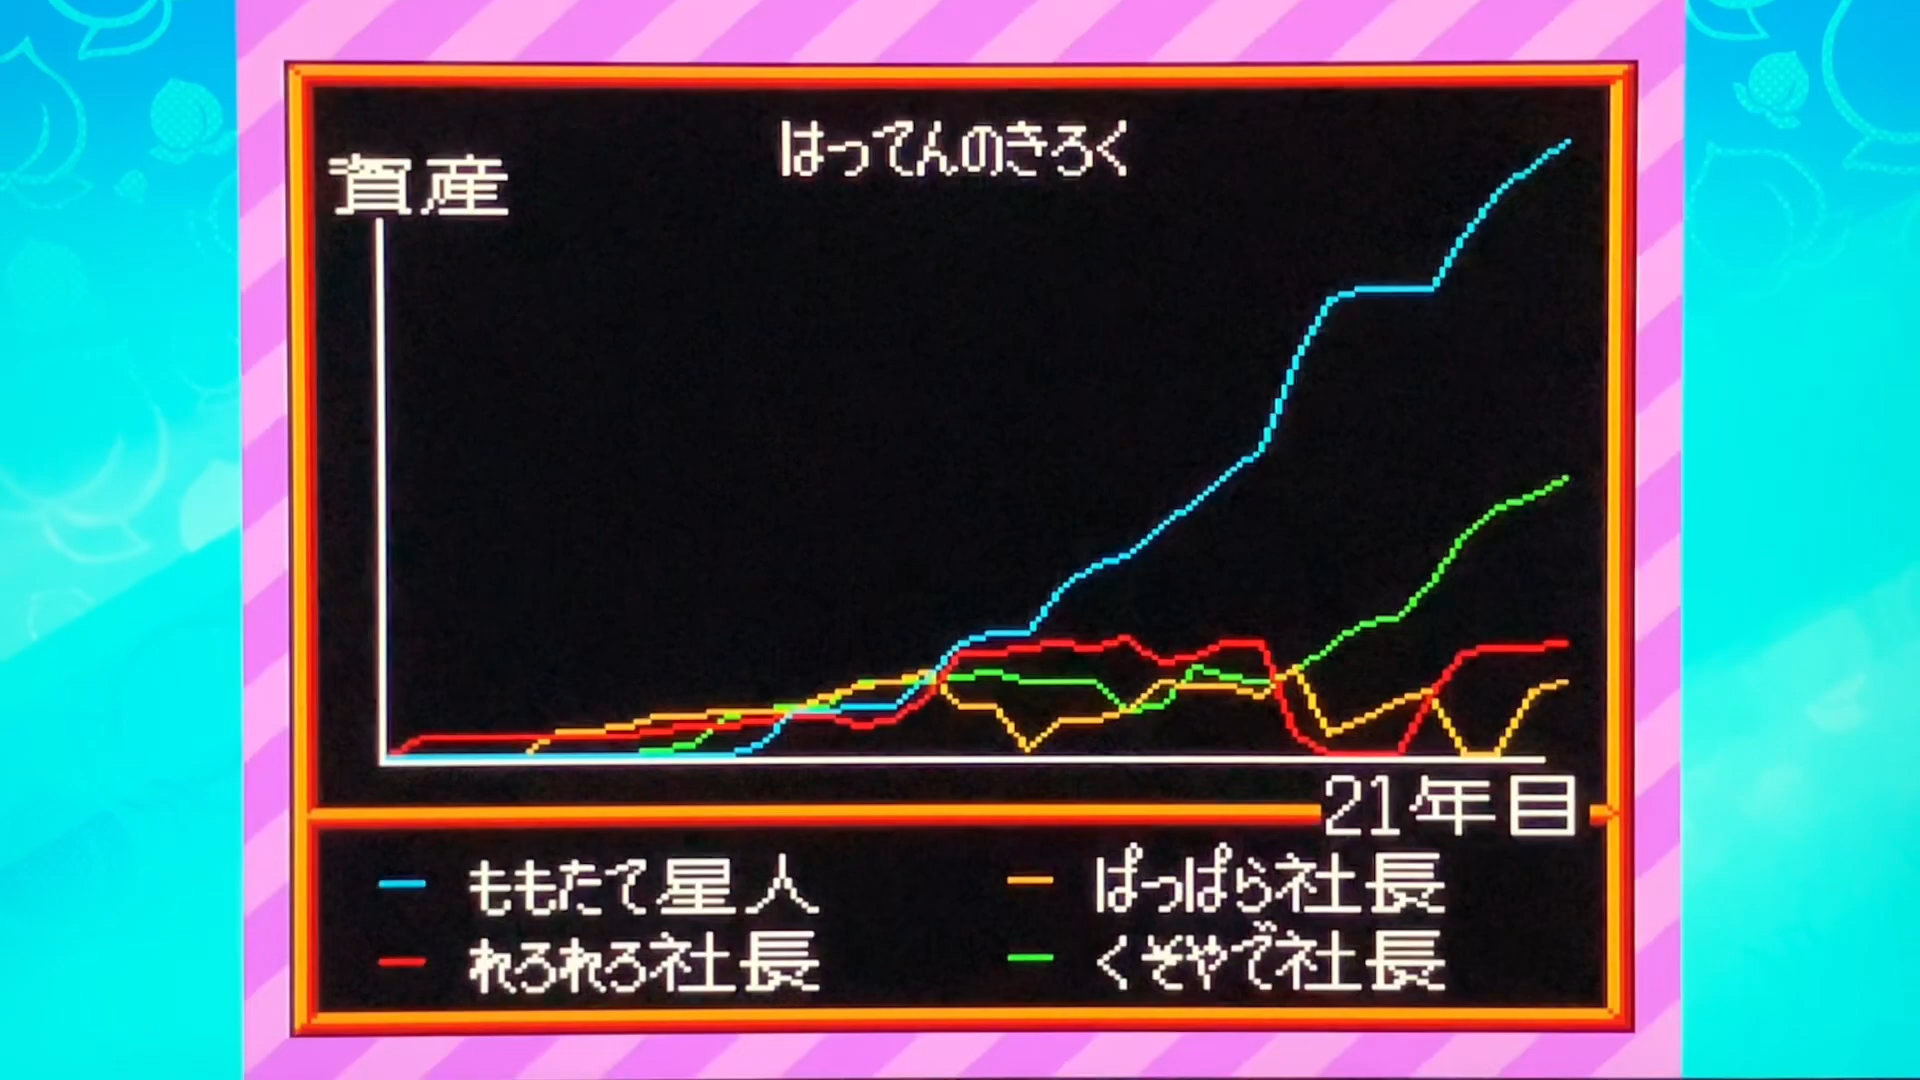 はってんのきろく
資産
21年目
ももたて星人
ぱっぱら社長
れろれろ社長
くそやで社長